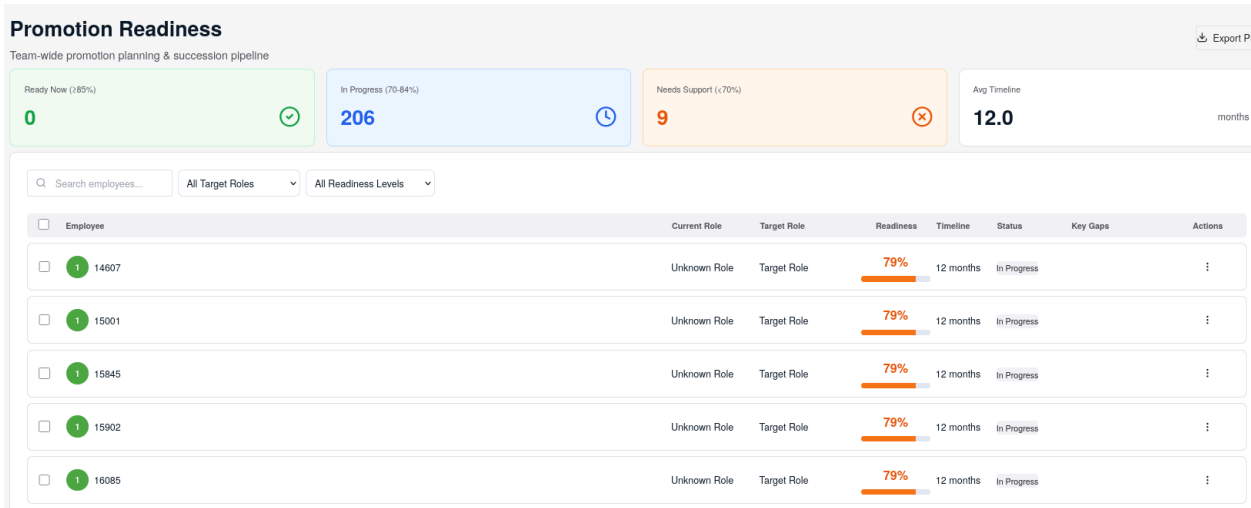 Promotion Readiness
Export P
Team-wide promotion planning & succession pipeline
Ready Now (≥85%)
0
In Progress (70-84%)
206
Needs Support (<70%)
9
Avg Timeline
12.0
months
Search employees...
All Target Roles
All Readiness Levels
Employee Current Role Target Role Readiness Timeline Status Key Gaps Actions
1 14607 Unknown Role Target Role 79% 12 months In Progress
1 15001 Unknown Role Target Role 79% 12 months In Progress
1 15845 Unknown Role Target Role 79% 12 months In Progress
1 15902 Unknown Role Target Role 79% 12 months In Progress
1 16085 Unknown Role Target Role 79% 12 months In Progress